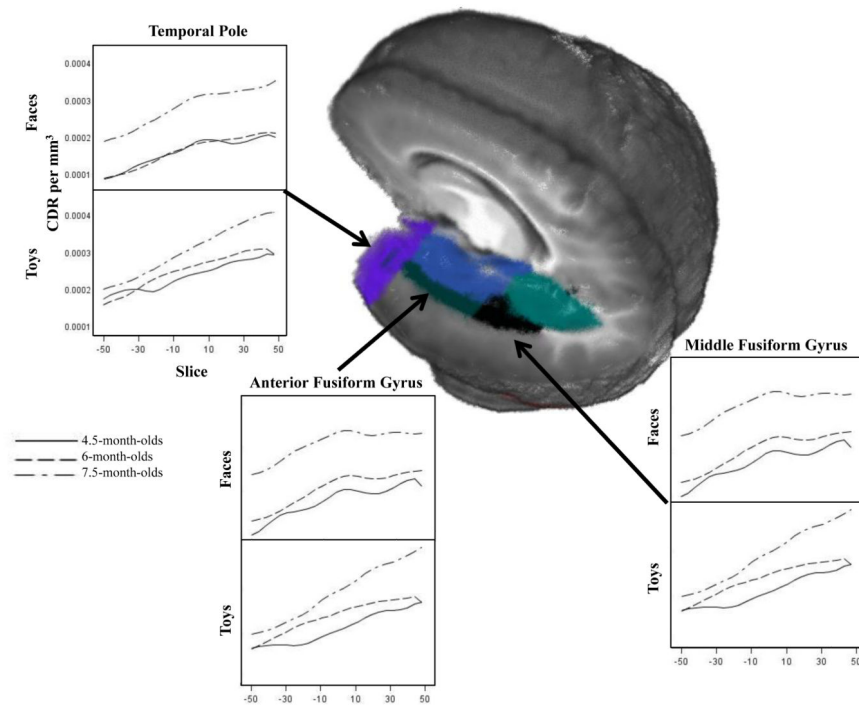 Temporal Pole
Faces
0.0004
0.0003
0.0002
0.0001
CDR per mm³
Toys
0.0004
0.0003
0.0002
0.0001
-50 -30 -10 10 30 50
Slice
4.5-month-olds
6-month-olds
7.5-month-olds
Anterior Fusiform Gyrus
Faces
Toys
-50 -30 -10 10 30 50
Middle Fusiform Gyrus
Faces
Toys
-50 -30 -10 10 30 50